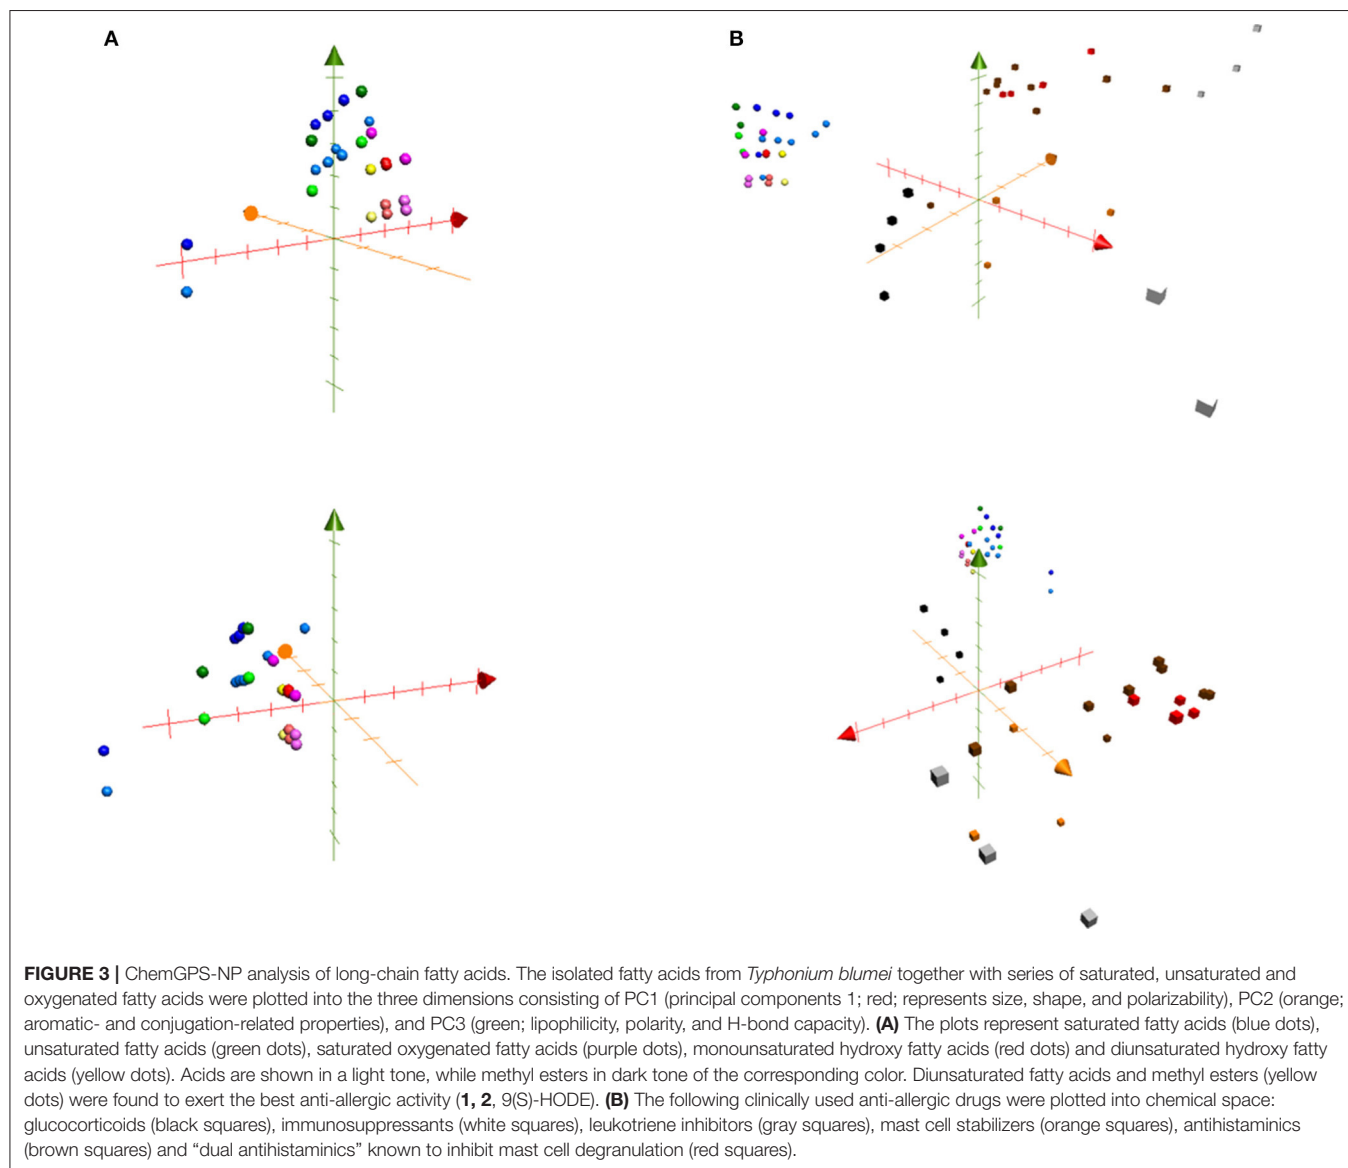 A
B
FIGURE 3 | ChemGPS-NP analysis of long-chain fatty acids. The isolated fatty acids from Typhonium blumei together with series of saturated, unsaturated and
oxygenated fatty acids were plotted into the three dimensions consisting of PC1 (principal components 1; red; represents size, shape, and polarizability), PC2 (orange;
aromatic- and conjugation-related properties), and PC3 (green; lipophilicity, polarity, and H-bond capacity). (A) The plots represent saturated fatty acids (blue dots),
unsaturated fatty acids (green dots), saturated oxygenated fatty acids (purple dots), monounsaturated hydroxy fatty acids (red dots) and diunsaturated hydroxy fatty
acids (yellow dots). Acids are shown in a light tone, while methyl esters in dark tone of the corresponding color. Diunsaturated fatty acids and methyl esters (yellow
dots) were found to exert the best anti-allergic activity (1, 2, 9(S)-HODE). (B) The following clinically used anti-allergic drugs were plotted into chemical space:
glucocorticoids (black squares), immunosuppressants (white squares), leukotriene inhibitors (gray squares), mast cell stabilizers (orange squares), antihistaminics
(brown squares) and “dual antihistaminics” known to inhibit mast cell degranulation (red squares).